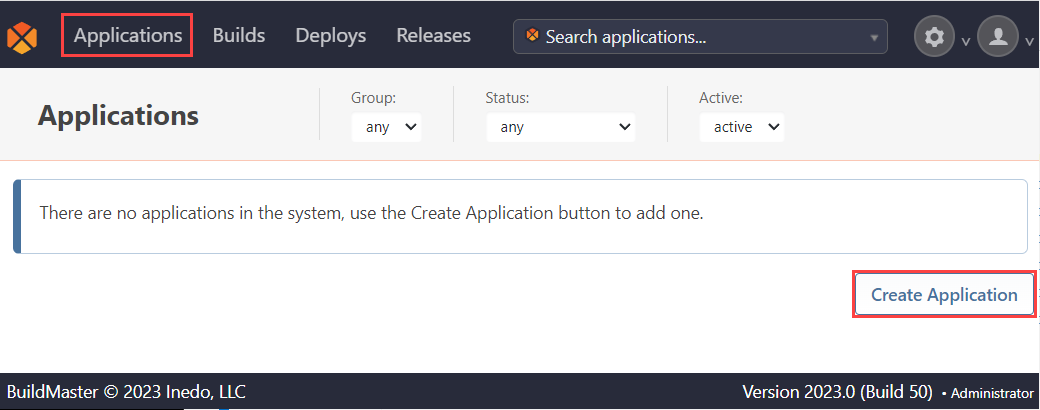 Applications Builds Deploys Releases Search applications...
Applications
Group: Status: Active:
any any active
There are no applications in the system, use the Create Application button to add one.
Create Application
BuildMaster © 2023 Inedo, LLC Version 2023.0 (Build 50) • Administrator